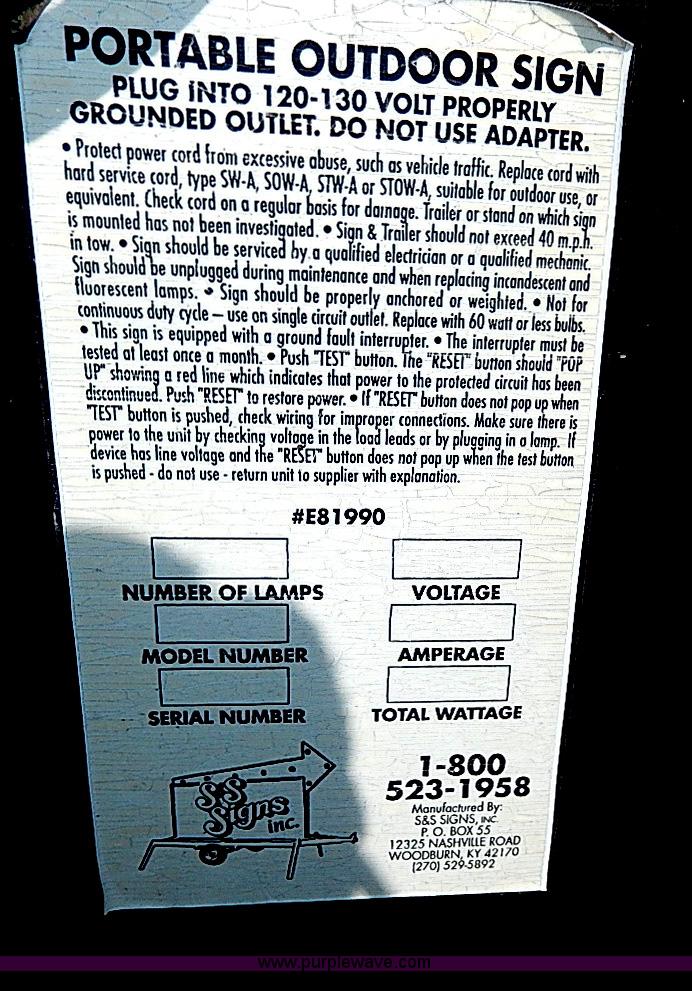 PORTABLE OUTDOOR SIGN
PLUG INTO 120-130 VOLT PROPERLY
GROUNDED OUTLET. DO NOT USE ADAPTER.
• Protect power cord from excessive abuse, such as vehicle traffic. Replace cord with
hard service cord, type SW-A, SOW-A, STW-A or STOW-A, suitable for outdoor use, or
equivalent. Check cord on a regular basis for damage. Trailer or stand on which sign
is mounted has not been investigated. • Sign & Trailer should not exceed 40 m.p.h.
in tow. • Sign should be serviced by a qualified electrician or a qualified mechanic.
Sign should be unplugged during maintenance and when replacing incandescent and
fluorescent lamps. • Sign should be properly anchored or weighted. • Not for
continuous duty cycle – use on single circuit outlet. Replace with 60 watt or less bulbs.
• This sign is equipped with a ground fault interrupter. • The interrupter must be
tested at least once a month. • Push "TEST" button. The "RESET" button should "POP
UP" showing a red line which indicates that power to the protected circuit has been
discontinued. Push "RESET" to restore power. • If "RESET" button does not pop up when
"TEST" button is pushed, check wiring for improper connections. Make sure there is
power to the unit by checking voltage in the load leads or by plugging in a lamp. If
device has line voltage and the "RESET" button does not pop up when the test button
is pushed - do not use - return unit to supplier with explanation.
#E81990
NUMBER OF LAMPS
VOLTAGE
MODEL NUMBER
AMPERAGE
SERIAL NUMBER
TOTAL WATTAGE
S&S
Signs
inc.
1-800
523-1958
Manufactured By:
S&S SIGNS, INC.
P. O. BOX 55
12325 NASHVILLE ROAD
WOODBURN, KY 42170
(270) 529-5892
www.purplewave.com